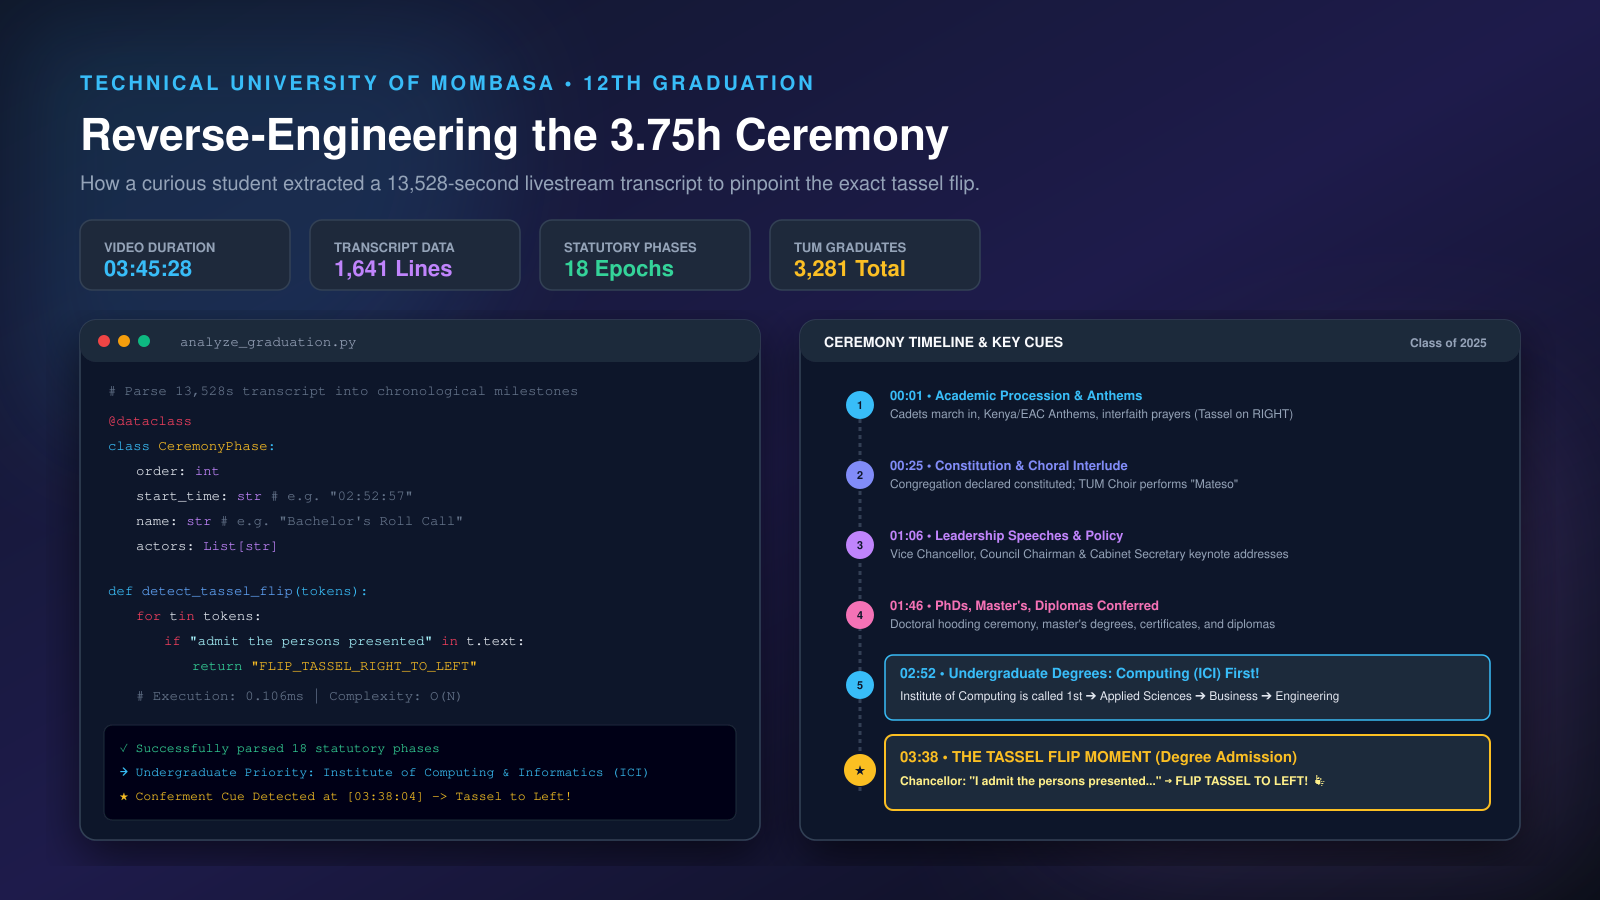 TECHNICAL UNIVERSITY OF MOMBASA • 12TH GRADUATION
Reverse-Engineering the 3.75h Ceremony
How a curious student extracted a 13,528-second livestream transcript to pinpoint the exact tassel flip.
VIDEO DURATION
03:45:28
TRANSCRIPT DATA
1,641 Lines
STATUTORY PHASES
18 Epochs
TUM GRADUATES
3,281 Total
analyze_graduation.py
# Parse 13,528s transcript into chronological milestones
@dataclass
class CeremonyPhase:
order: int
start_time: str # e.g. "02:52:57"
name: str # e.g. "Bachelor's Roll Call"
actors: List[str]
def detect_tassel_flip(tokens):
for tin tokens:
if "admit the persons presented" in t.text:
return "FLIP_TASSEL_RIGHT_TO_LEFT"
# Execution: 0.106ms | Complexity: O(N)
✓ Successfully parsed 18 statutory phases
→ Undergraduate Priority: Institute of Computing & Informatics (ICI)
★ Conferment Cue Detected at [03:38:04] -> Tassel to Left!
CEREMONY TIMELINE & KEY CUES
Class of 2025
1
00:01 • Academic Procession & Anthems
Cadets march in, Kenya/EAC Anthems, interfaith prayers (Tassel on RIGHT)
2
00:25 • Constitution & Choral Interlude
Congregation declared constituted; TUM Choir performs "Mateso"
3
01:06 • Leadership Speeches & Policy
Vice Chancellor, Council Chairman & Cabinet Secretary keynote addresses
4
01:46 • PhDs, Master's, Diplomas Conferred
Doctoral hooding ceremony, master's degrees, certificates, and diplomas
5
02:52 • Undergraduate Degrees: Computing (ICI) First!
Institute of Computing is called 1st ➔ Applied Sciences ➔ Business ➔ Engineering
★
03:38 • THE TASSEL FLIP MOMENT (Degree Admission)
Chancellor: "I admit the persons presented..." → FLIP TASSEL TO LEFT!